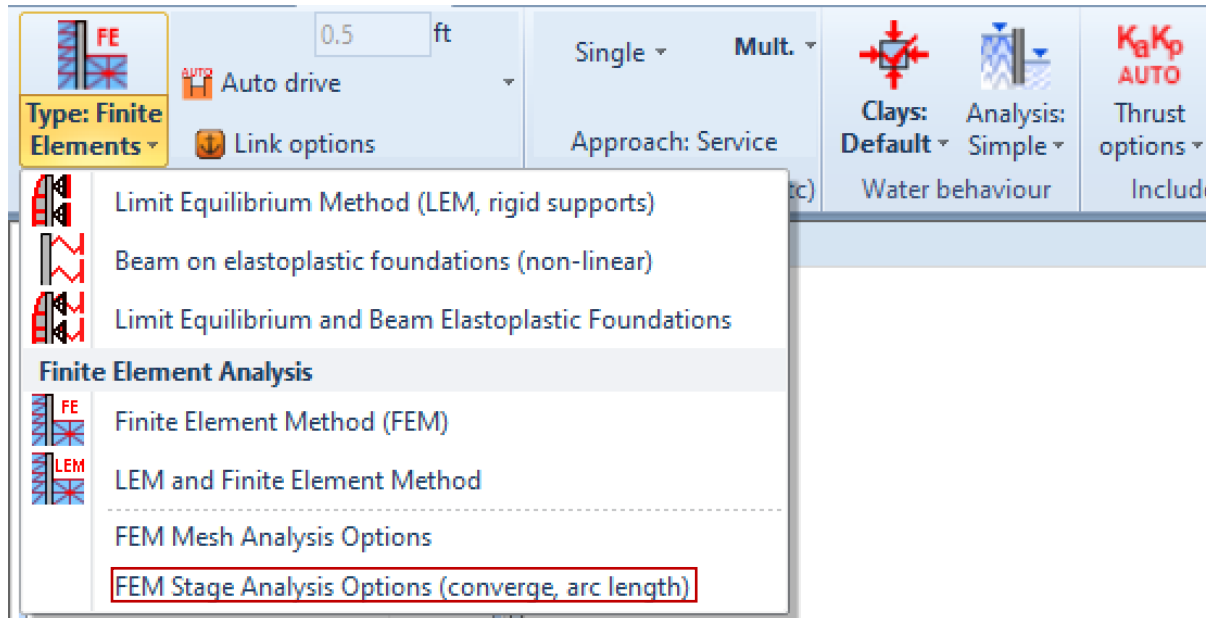 FE
0.5 ft
Single Mult.
KaKp
AUTO
AUTO Auto drive
Type: Finite
Elements
Link options
Approach: Service
Clays:
Default
Analysis:
Simple
Thrust
options
tc)
Water behaviour
Include
Limit Equilibrium Method (LEM, rigid supports)
Beam on elastoplastic foundations (non-linear)
Limit Equilibrium and Beam Elastoplastic Foundations
Finite Element Analysis
FE
Finite Element Method (FEM)
LEM
LEM and Finite Element Method
FEM Mesh Analysis Options
FEM Stage Analysis Options (converge, arc length)